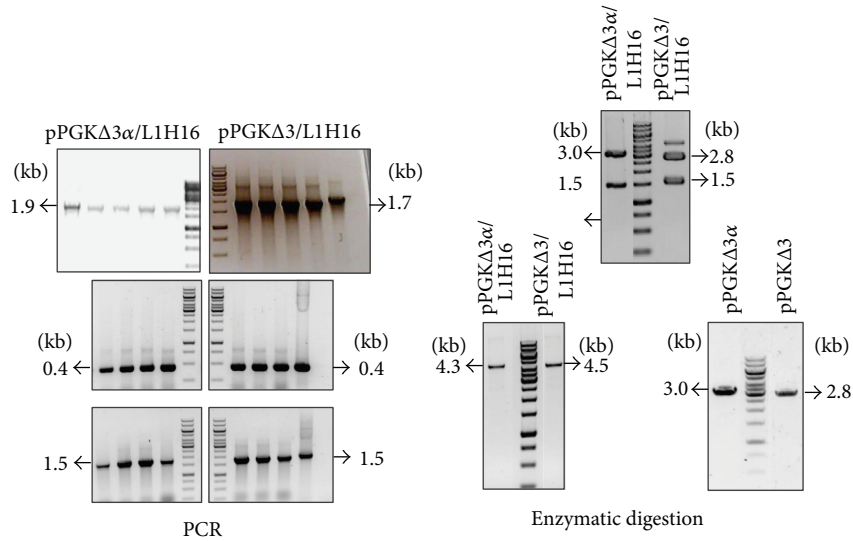 pPGKΔ3α/L1H16
pPGKΔ3/L1H16
(kb)
(kb)
1.9
1.7
(kb)
(kb)
0.4
0.4
(kb)
(kb)
1.5
1.5
PCR
pPGKΔ3α/
L1H16
pPGKΔ3/
L1H16
(kb)
(kb)
3.0
2.8
1.5
1.5
pPGKΔ3α/
L1H16
pPGKΔ3/
L1H16
(kb)
(kb)
4.3
4.5
pPGKΔ3α
pPGKΔ3
(kb)
(kb)
3.0
2.8
Enzymatic digestion